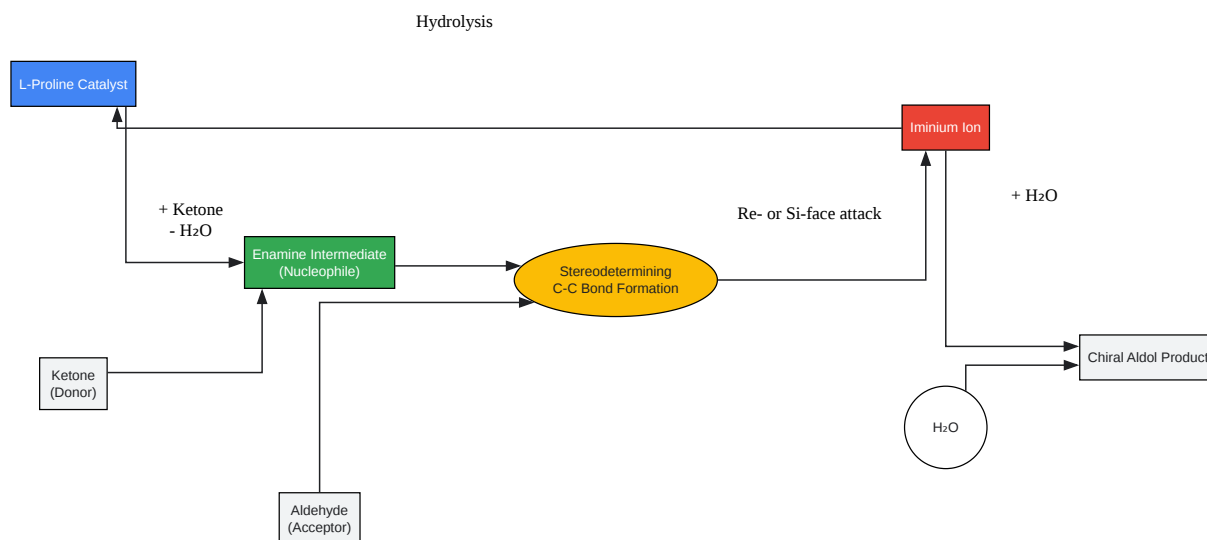 Hydrolysis
L-Proline Catalyst
Iminium Ion
+ Ketone
- H₂O
Re- or Si-face attack
+ H₂O
Enamine Intermediate
(Nucleophile)
Stereodetermining
C-C Bond Formation
Ketone
(Donor)
Chiral Aldol Product
H₂O
Aldehyde
(Acceptor)